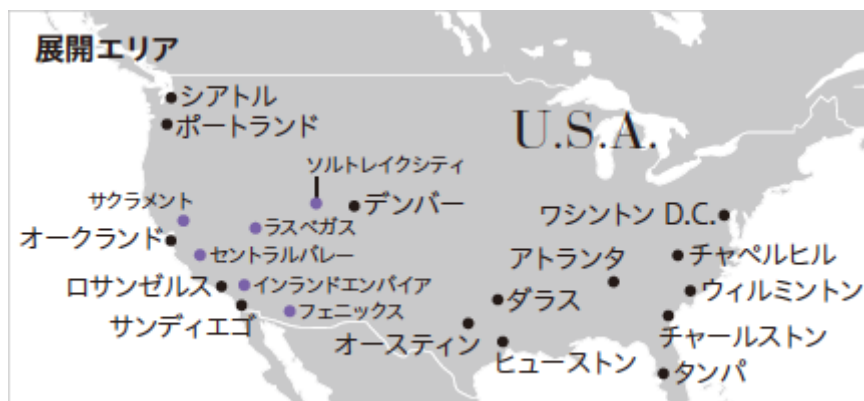 展開エリア
シアトル
ポートランド
U.S.A.
ソルトレイクシティ
デンバー
サクラメント
ラスベガス
オークランド
セントラルバレー
ワシントン D.C.
アトランタ
チャペルヒル
ロサンゼルス
インランドエンパイア
ダラス
ウィルミントン
サンディエゴ
フェニックス
オースティン
ヒューストン
チャールストン
タンパ